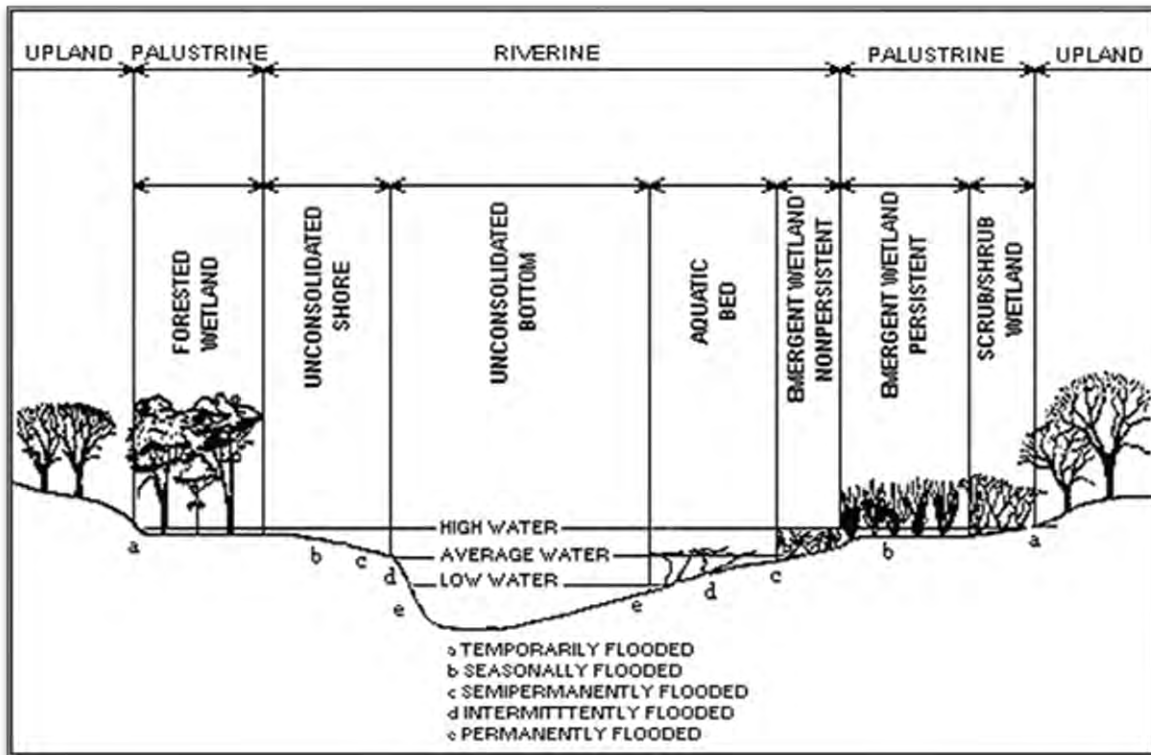 UPLAND PALUSTRINE RIVERINE PALUSTRINE UPLAND
FORESTED
WETLAND
UNCONSOLIDATED
SHORE
UNCONSOLIDATED
BOTTOM
AQUATIC
BED
EMERGENT WETLAND
NONPERSISTENT
EMERGENT WETLAND
PERSISTENT
SCRUB/SHRUB
WETLAND
HIGH WATER
AVERAGE WATER
LOW WATER
a
b
c
d
e
e
d
c
b
a
a TEMPORARILY FLOODED
b SEASONALLY FLOODED
c SEMIPERMANENTLY FLOODED
d INTERMITTTENTLY FLOODED
e PERMANENTLY FLOODED